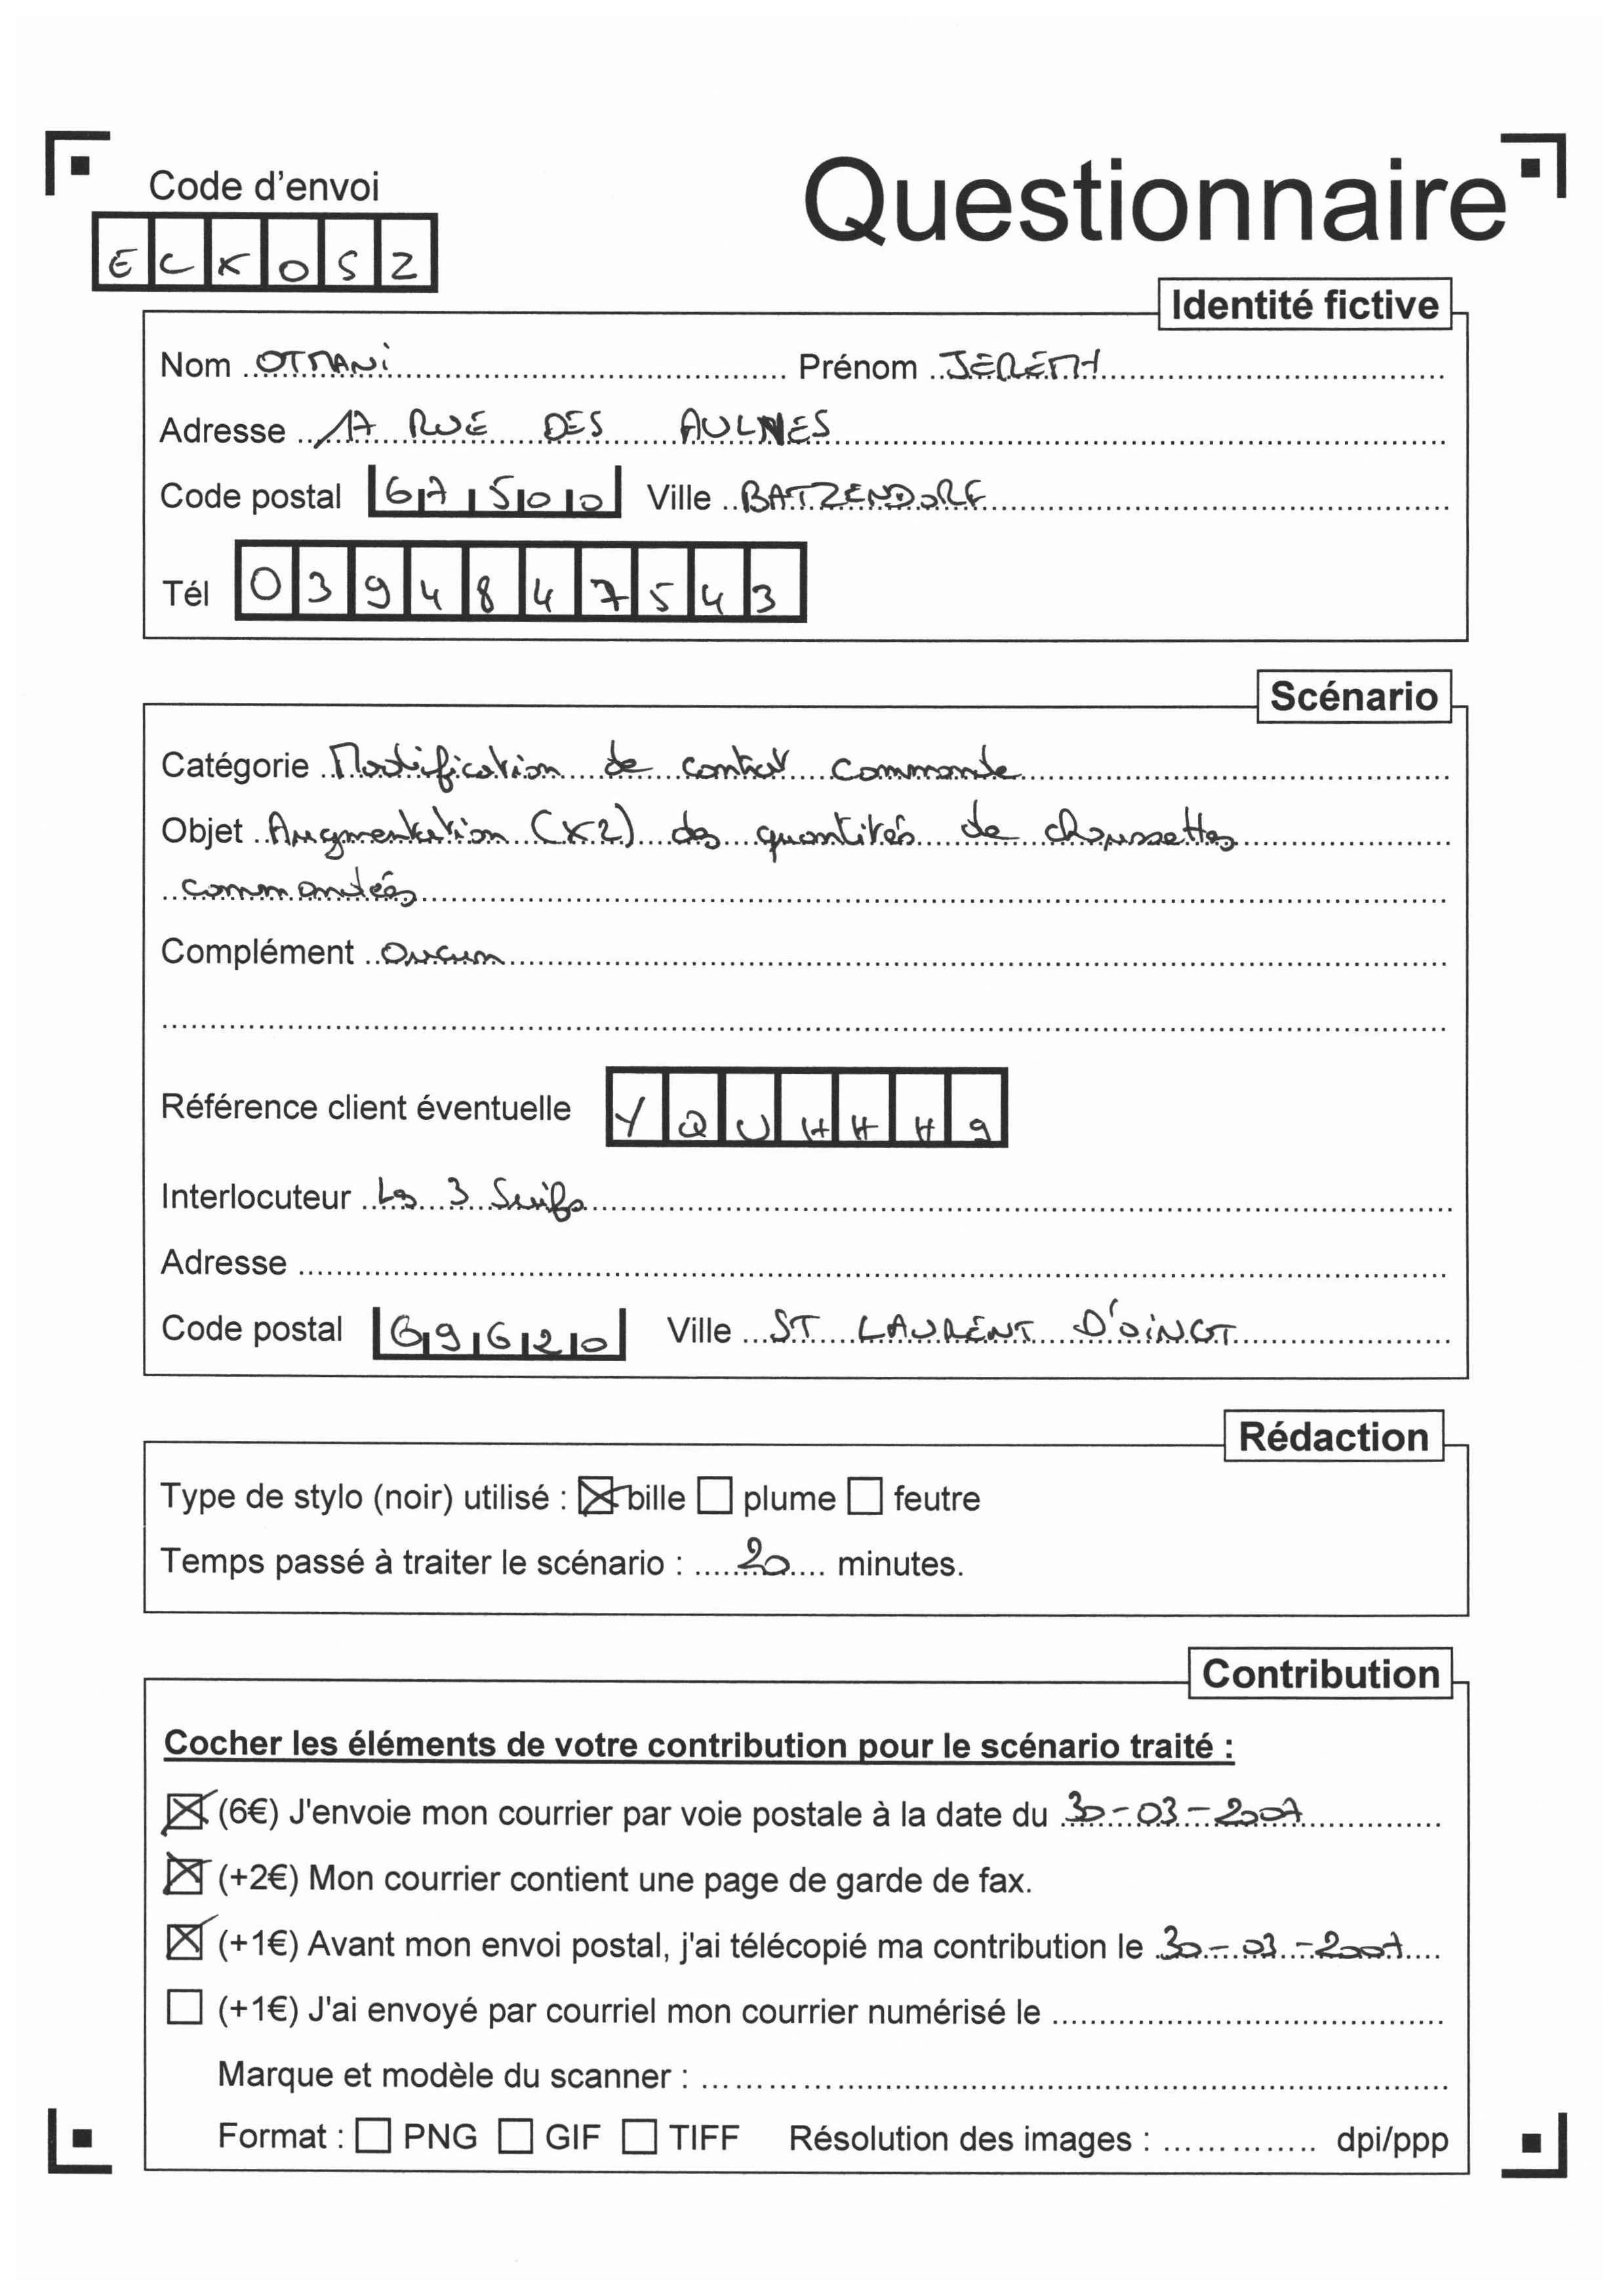 Code d'envoi
Questionnaire
ECK0S2
Identité fictive
Nom OTMANi Prénom JEREMY
Adresse 17 RUE DES AULNES
Code postal 67500 Ville BATZENDORF
Tél 0394847543
Scénario
Catégorie Modification de contrat commande
Objet Augmentation (x2) des quantités de chaussettes
commandées
Complément aucun
Référence client éventuelle YQUHHH9
Interlocuteur Les 3 Suisses
Adresse
Code postal 69620 Ville ST LAURENT D'OINGT
Rédaction
Type de stylo (noir) utilisé : bille plume feutre
Temps passé à traiter le scénario : 20 minutes.
Contribution
Cocher les éléments de votre contribution pour le scénario traité :
(6€) J'envoie mon courrier par voie postale à la date du 30-03-2007
(+2€) Mon courrier contient une page de garde de fax.
(+1€) Avant mon envoi postal, j'ai télécopié ma contribution le 30-03-2007
(+1€) J'ai envoyé par courriel mon courrier numérisé le
Marque et modèle du scanner :
Format : PNG GIF TIFF Résolution des images : dpi/ppp